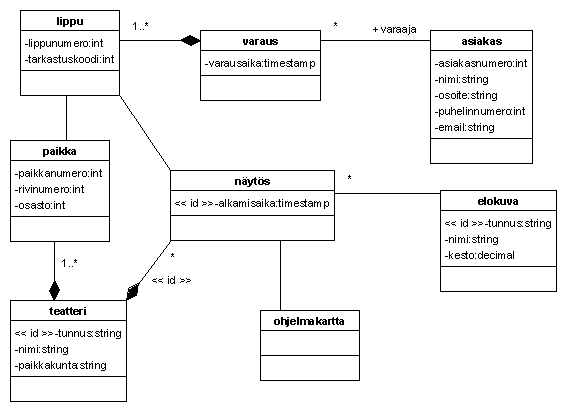 lippu
-lippunumero:int
-tarkastuskoodi:int
1..*
varaus
-varausaika:timestamp
*
+ varaaja
asiakas
-asiakasnumero:int
-nimi:string
-osoite:string
-puhelinnumero:int
-email:string
paikka
-paikkanumero:int
-rivinumero:int
-osasto:int
näytös
<< id >>-alkamisaika:timestamp
*
elokuva
<< id >>-tunnus:string
-nimi:string
-kesto:decimal
1..*
*
<< id >>
teatteri
<< id >>-tunnus:string
-nimi:string
-paikkakunta:string
ohjelmakartta